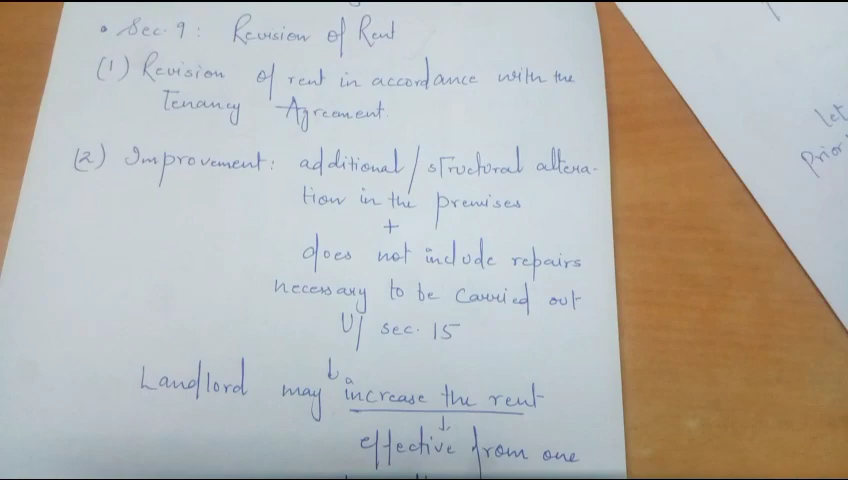 • Sec. 9 : Revision of Rent
(1) Revision of rent in accordance with the
Tenancy Agreement.
(2) Improvement: additional / structural altera-
tion in the premises
+
does not include repairs
necessary to be carried out
U/ sec. 15
↓
Landlord may increase the rent
↓
effective from one
Let
Prior